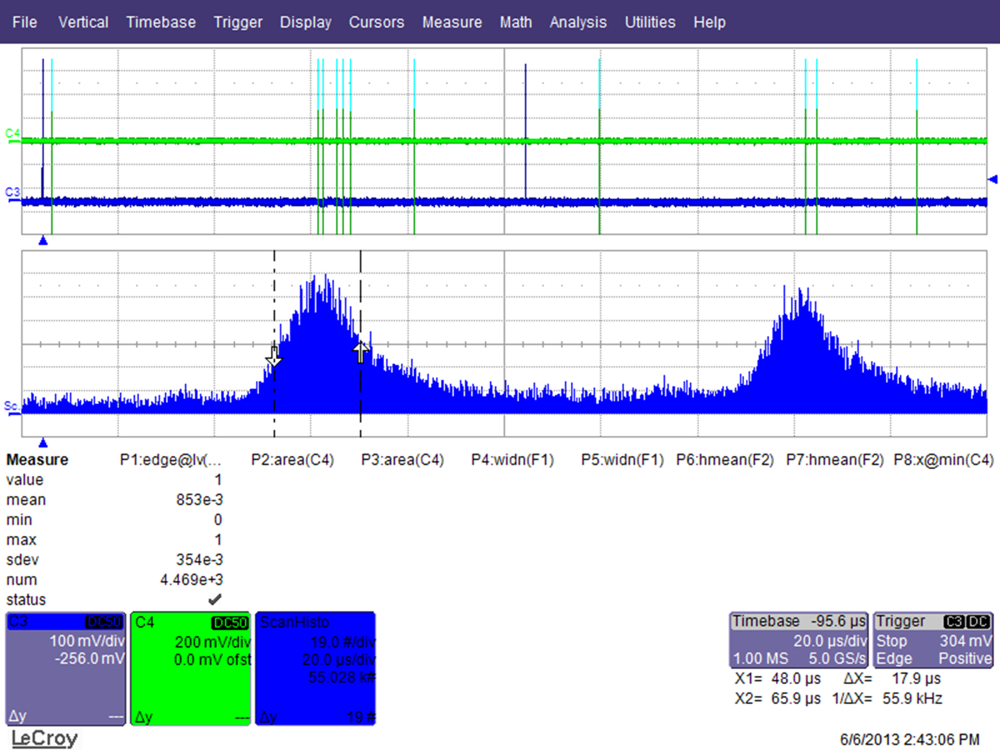 File Vertical Timebase Trigger Display Cursors Measure Math Analysis Utilities Help
C4
C3
Sc.
Measure P1:edge@lv(... P2:area(C4) P3:area(C4) P4:widn(F1) P5:widn(F1) P6:hmean(F2) P7:hmean(F2) P8:x@min(C4)
value 1
mean 853e-3
min 0
max 1
sdev 354e-3
num 4.469e+3
status ✔
C3 DC50
100 mV/div
-256.0 mV
Δy ---
C4 DC50
200 mV/div
0.0 mV ofst
Δy ---
ScanHisto
19.0 #/div
20.0 µs/div
55.028 k#
Δy 19 #
Timebase -95.6 µs
20.0 µs/div
1.00 MS 5.0 GS/s
Trigger C3 DC
Stop 304 mV
Edge Positive
X1= 48.0 µs ΔX= 17.9 µs
X2= 65.9 µs 1/ΔX= 55.9 kHz
LeCroy
6/6/2013 2:43:06 PM